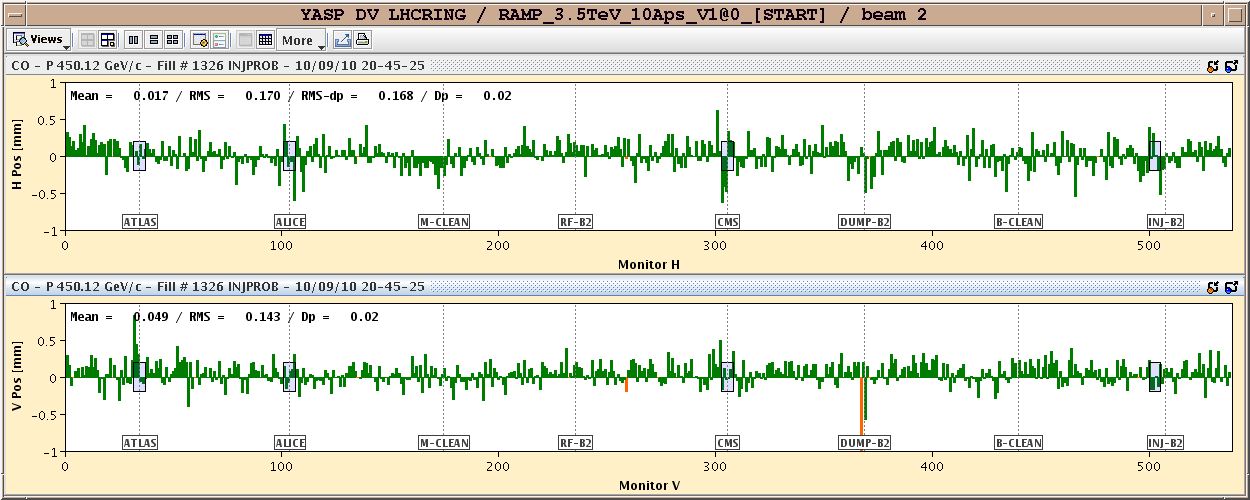 YASP DV LHCRING / RAMP_3.5TeV_10Aps_V1@0_[START] / beam 2
Views More
CO - P 450.12 GeV/c - Fill # 1326 INJPROB - 10/09/10 20-45-25
Mean = 0.017 / RMS = 0.170 / RMS-dp = 0.168 / Dp = 0.02
H Pos [mm]
1
0.5
0
-0.5
-1
ATLAS ALICE M-CLEAN RF-B2 CMS DUMP-B2 B-CLEAN INJ-B2
0 100 200 300 400 500
Monitor H
CO - P 450.12 GeV/c - Fill # 1326 INJPROB - 10/09/10 20-45-25
Mean = 0.049 / RMS = 0.143 / Dp = 0.02
V Pos [mm]
1
0.5
0
-0.5
-1
ATLAS ALICE M-CLEAN RF-B2 CMS DUMP-B2 B-CLEAN INJ-B2
0 100 200 300 400 500
Monitor V